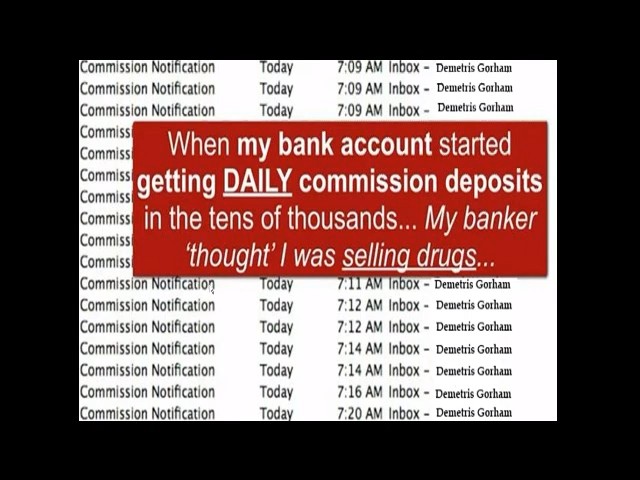 Commission Notification Today 7:09 AM Inbox – Demetris Gorham
Commission Notification Today 7:09 AM Inbox – Demetris Gorham
Commission Notification Today 7:09 AM Inbox – Demetris Gorham
When my bank account started
getting DAILY commission deposits
in the tens of thousands... My banker
‘thought’ I was selling drugs...
Commission Notification Today 7:11 AM Inbox – Demetris Gorham
Commission Notification Today 7:12 AM Inbox – Demetris Gorham
Commission Notification Today 7:12 AM Inbox – Demetris Gorham
Commission Notification Today 7:14 AM Inbox – Demetris Gorham
Commission Notification Today 7:14 AM Inbox – Demetris Gorham
Commission Notification Today 7:16 AM Inbox – Demetris Gorham
Commission Notification Today 7:20 AM Inbox – Demetris Gorham